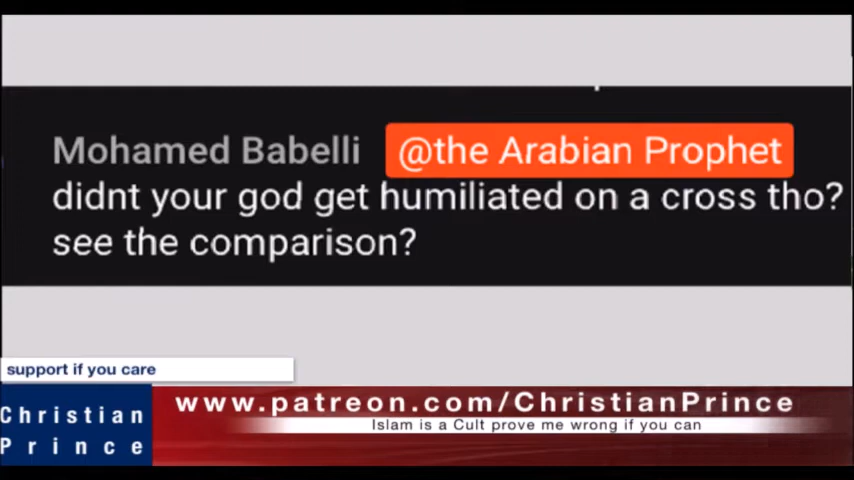 Mohamed Babelli @the Arabian Prophet
didnt your god get humiliated on a cross tho?
see the comparison?
support if you care
Christian
Prince
www.patreon.com/ChristianPrince
Islam is a Cult prove me wrong if you can